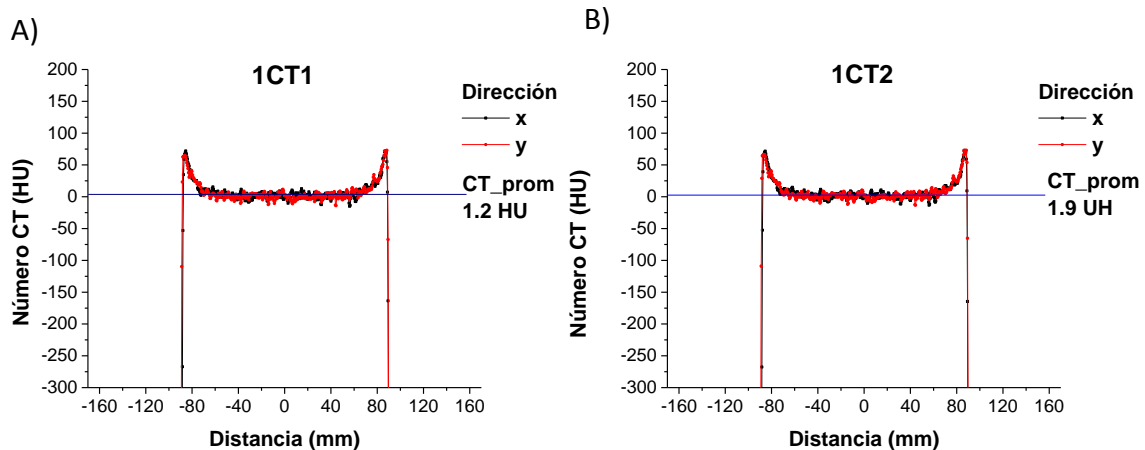 A)
1CT1
Número CT (HU)
200
150
100
50
0
-50
-100
-150
-200
-250
-300
-160 -120 -80 -40 0 40 80 120 160
Distancia (mm)
Dirección
x
y
CT_prom
1.2 HU
B)
1CT2
Número CT (HU)
200
150
100
50
0
-50
-100
-150
-200
-250
-300
-160 -120 -80 -40 0 40 80 120 160
Distancia (mm)
Dirección
x
y
CT_prom
1.9 UH